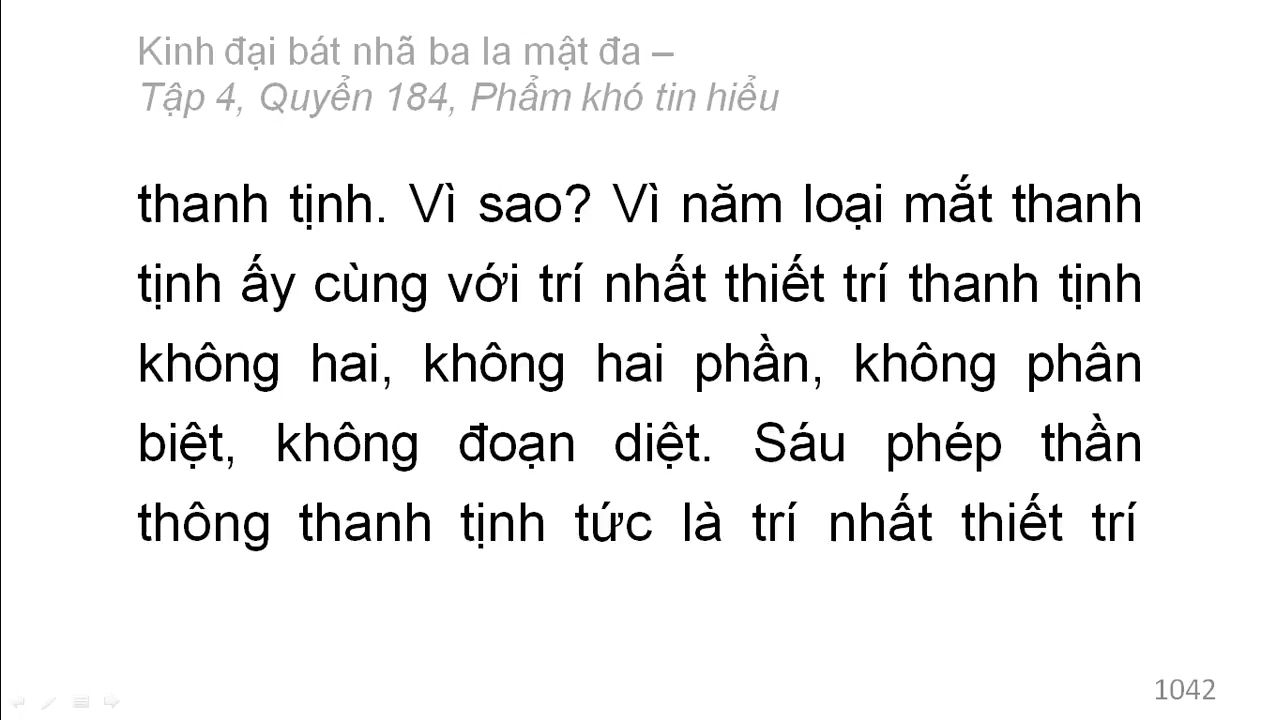 Kinh đại bát nhã ba la mật đa –
Tập 4, Quyển 184, Phẩm khó tin hiểu
thanh tịnh. Vì sao? Vì năm loại mắt thanh
tịnh ấy cùng với trí nhất thiết trí thanh tịnh
không hai, không hai phần, không phân
biệt, không đoạn diệt. Sáu phép thần
thông thanh tịnh tức là trí nhất thiết trí
1042